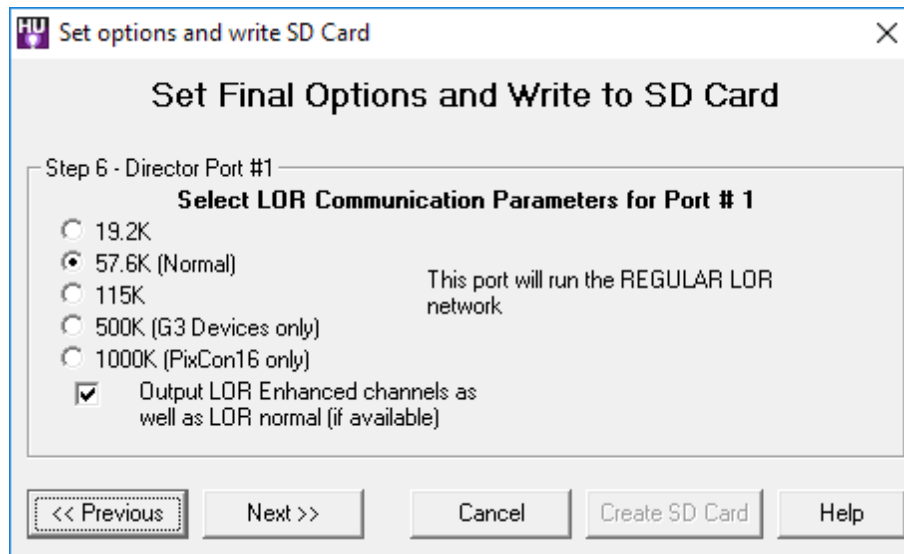 HU
Set options and write SD Card
Set Final Options and Write to SD Card
Step 6 - Director Port #1
Select LOR Communication Parameters for Port # 1
19.2K
57.6K (Normal)
115K
500K (G3 Devices only)
1000K (PixCon16 only)
This port will run the REGULAR LOR
network
Output LOR Enhanced channels as
well as LOR normal (if available)
<< Previous
Next >>
Cancel
Create SD Card
Help